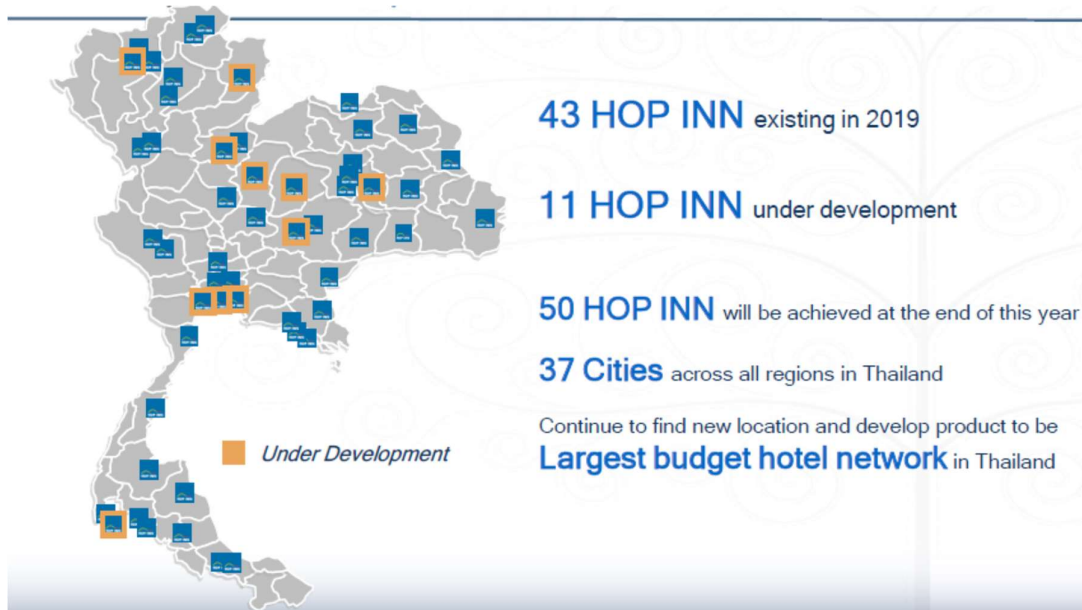 43 HOP INN existing in 2019
11 HOP INN under development
50 HOP INN will be achieved at the end of this year
37 Cities across all regions in Thailand
Continue to find new location and develop product to be
Largest budget hotel network in Thailand
Under Development